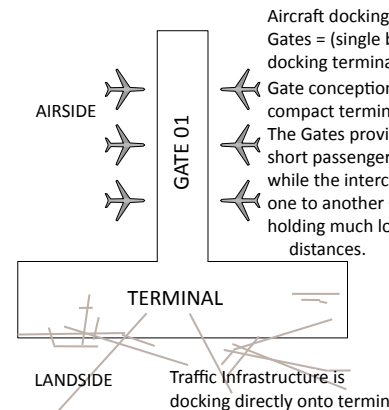 Aircraft docking
Gates = (single b
docking termina
Gate conception
compact termin
The Gates provi
short passenger
while the interc
one to another
holding much lo
distances.
AIRSIDE
GATE 01
TERMINAL
LANDSIDE
Traffic Infrastructure is
docking directly onto termin